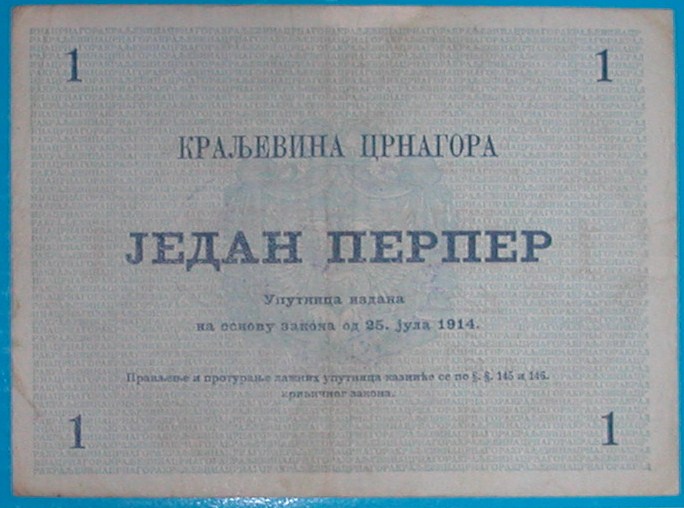 1 1
КРАЉЕВИНА ЦРНАГОРА
ЈЕДАН ПЕРПЕР
Упутница издана
на основу закона од 25. јула 1914.
Прављење и протурање лажних упутница казниће се по §. §. 145 и 146.
кривичног закона.
1 1